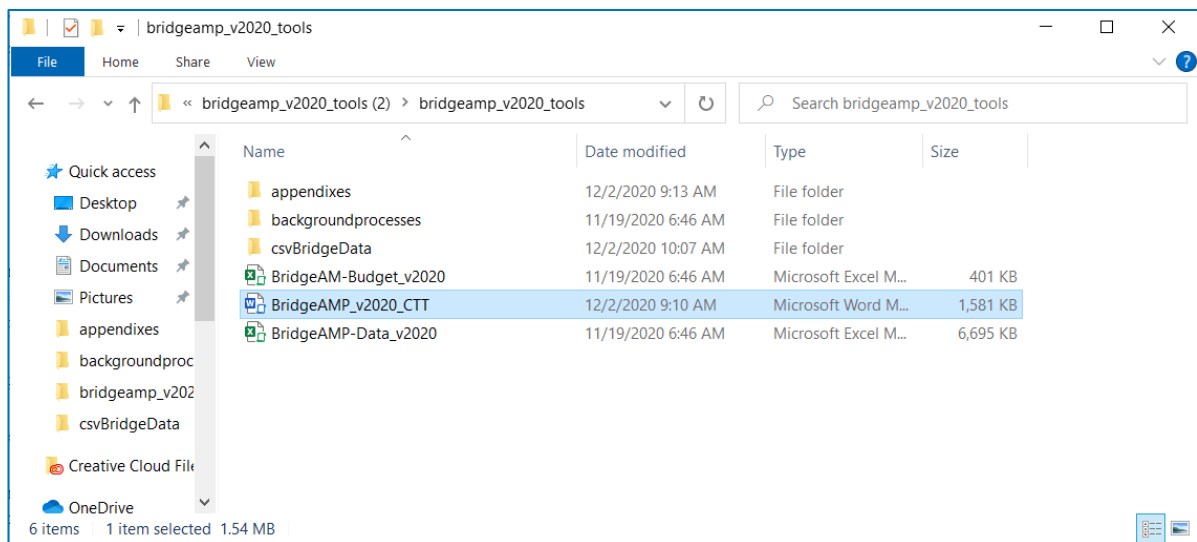 bridgeamp_v2020_tools
File Home Share View
« bridgeamp_v2020_tools (2) > bridgeamp_v2020_tools Search bridgeamp_v2020_tools
Name Date modified Type Size
Quick access
Desktop
Downloads
Documents
Pictures
appendixes
backgroundproc
bridgeamp_v202
csvBridgeData
Creative Cloud File
OneDrive
appendixes 12/2/2020 9:13 AM File folder
backgroundprocesses 11/19/2020 6:46 AM File folder
csvBridgeData 12/2/2020 10:07 AM File folder
BridgeAM-Budget_v2020 11/19/2020 6:46 AM Microsoft Excel M... 401 KB
BridgeAMP_v2020_CTT 12/2/2020 9:10 AM Microsoft Word M... 1,581 KB
BridgeAMP-Data_v2020 11/19/2020 6:46 AM Microsoft Excel M... 6,695 KB
6 items 1 item selected 1.54 MB